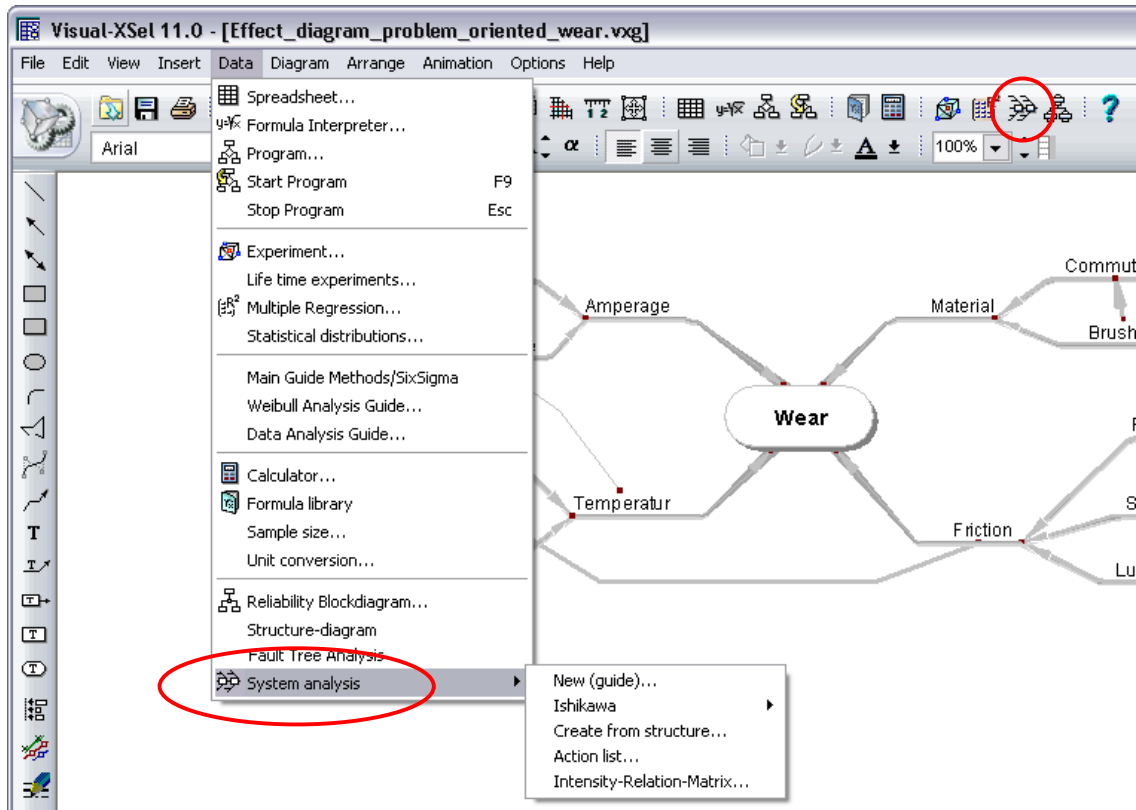 Visual-XSel 11.0 - [Effect_diagram_problem_oriented_wear.vxg]
File Edit View Insert Data Diagram Arrange Animation Options Help
Arial
α
A
100%
Spreadsheet...
Formula Interpreter...
Program...
Start Program F9
Stop Program Esc
Experiment...
Life time experiments...
Multiple Regression...
Statistical distributions...
Main Guide Methods/SixSigma
Weibull Analysis Guide...
Data Analysis Guide...
Calculator...
Formula library
Sample size...
Unit conversion...
Reliability Blockdiagram...
Structure-diagram
Fault Tree Analysis
System analysis
New (guide)...
Ishikawa
Create from structure...
Action list...
Intensity-Relation-Matrix...
Amperage
Material
Commut
Brush
Wear
Temperatur
Friction
S
Lu
T
T
T
T
T